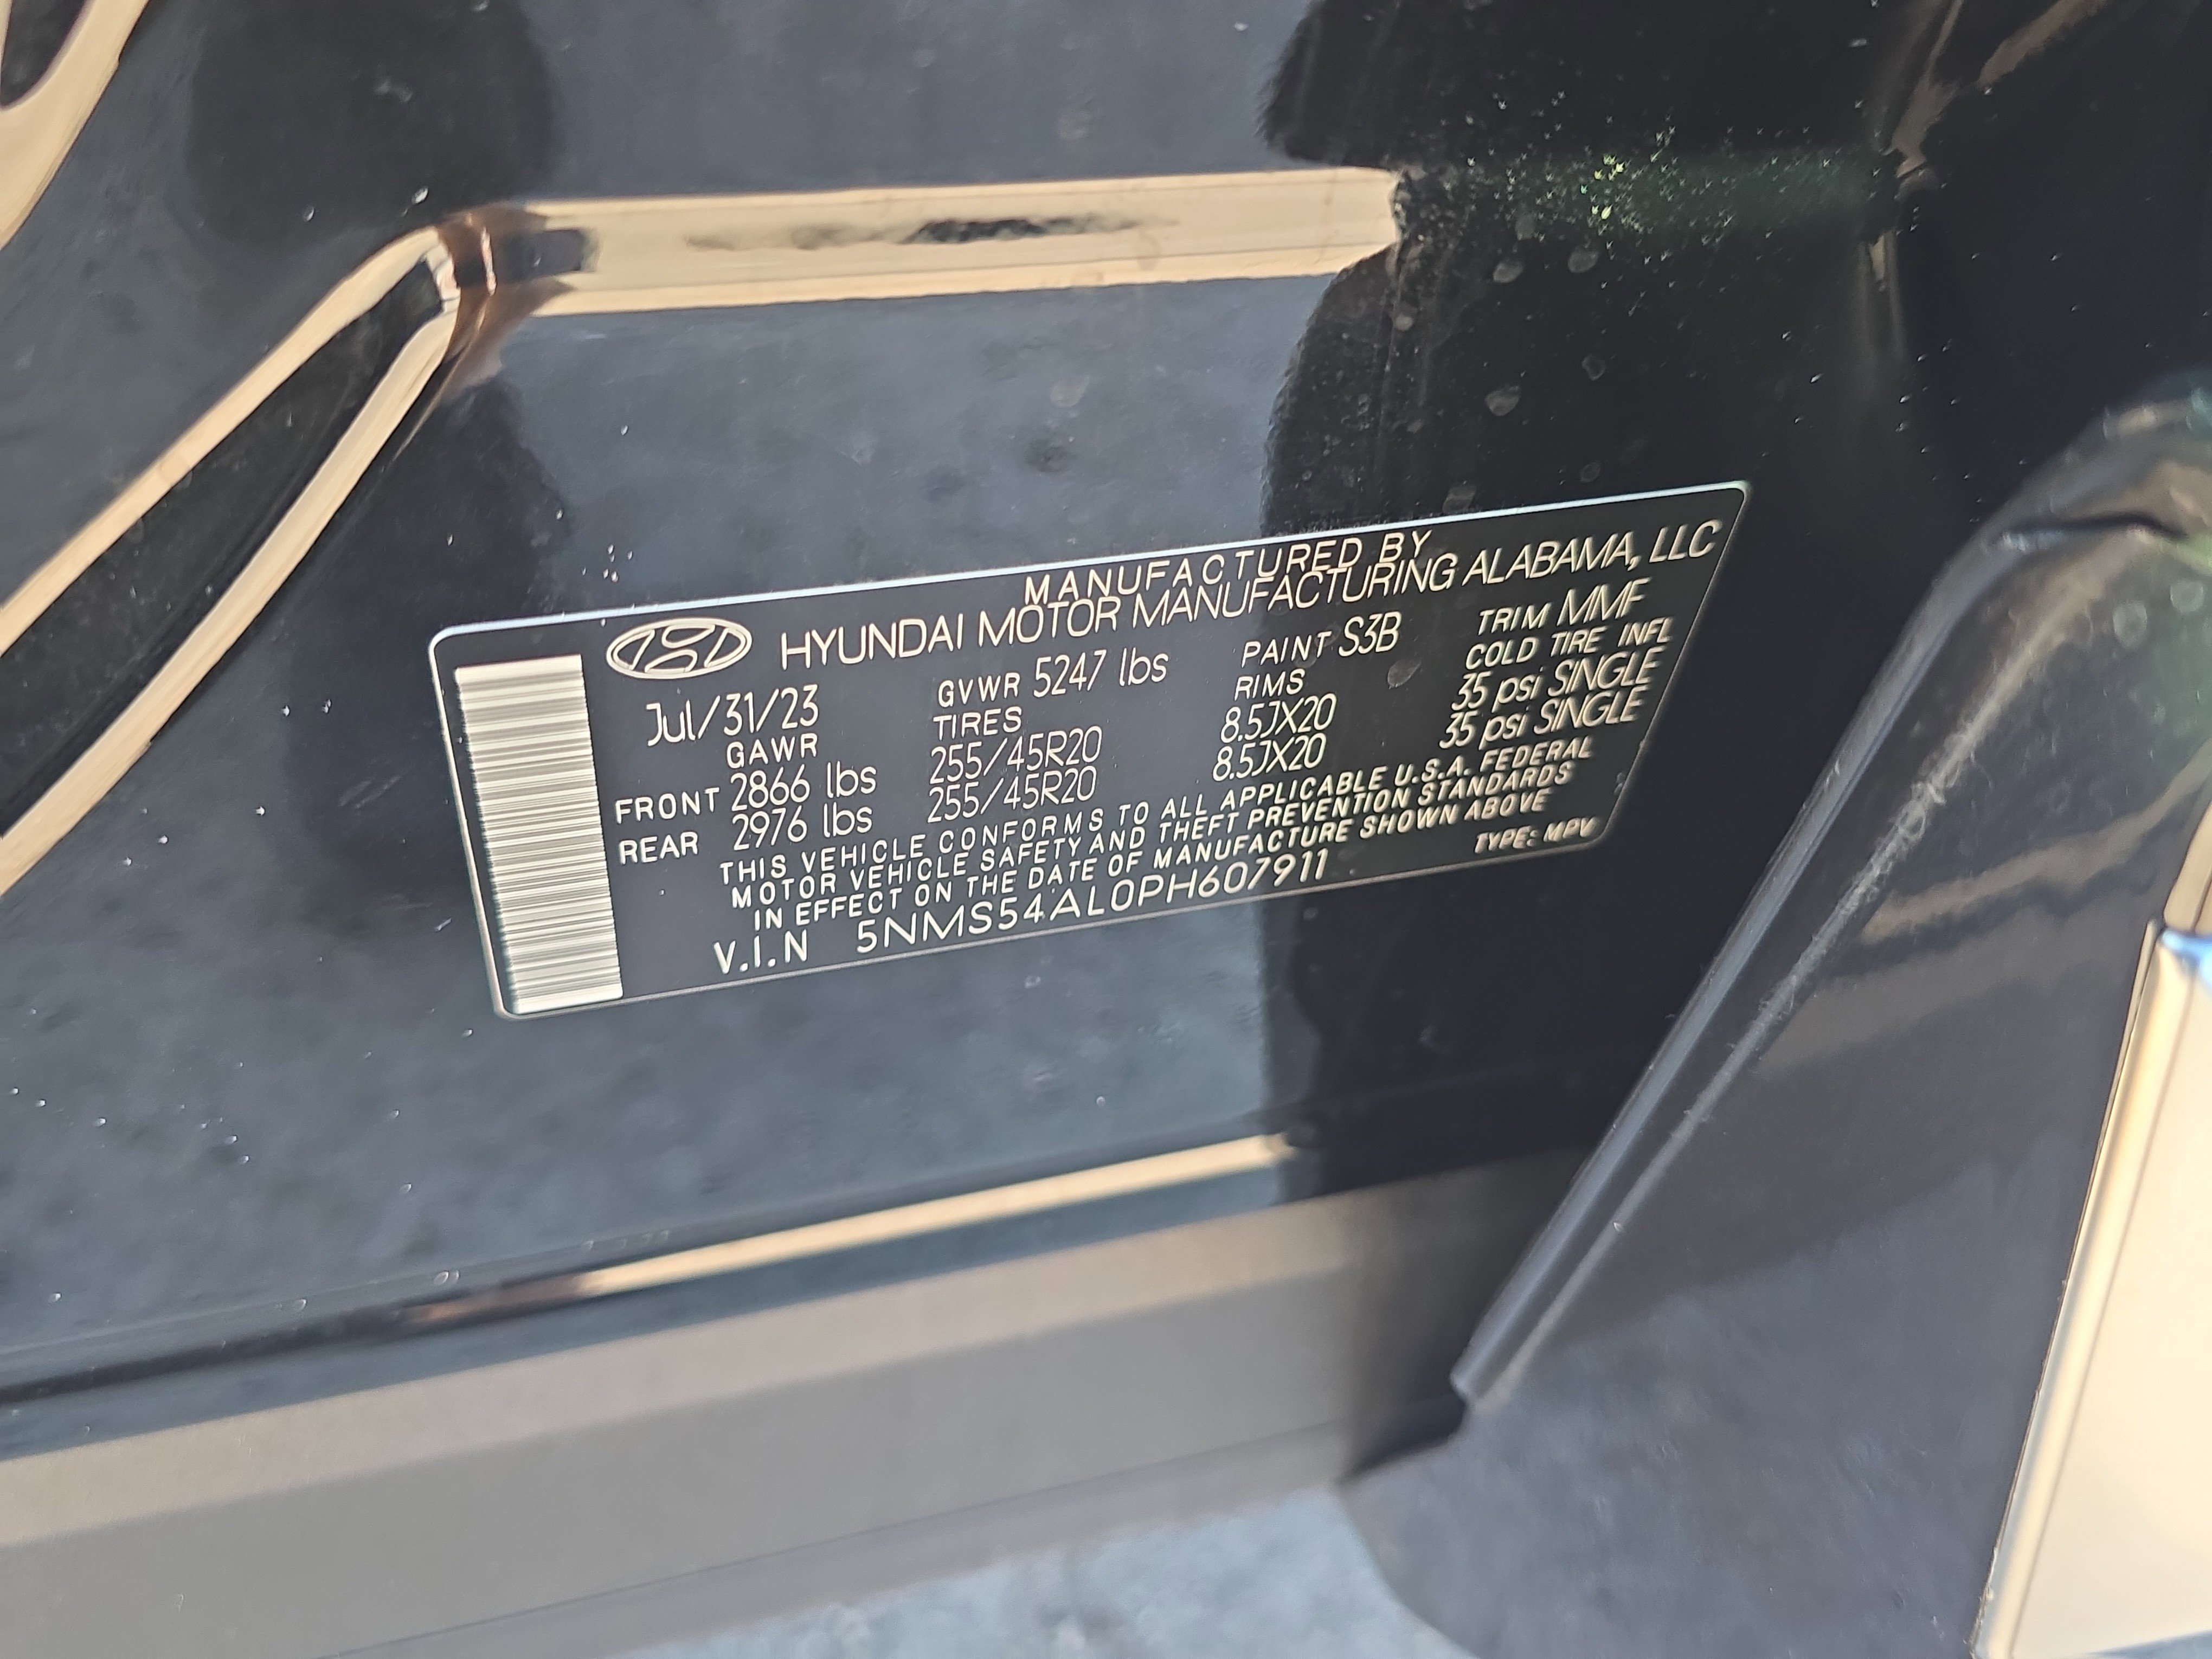 MANUFACTURED BY
HYUNDAI MOTOR MANUFACTURING ALABAMA, LLC
Jul/31/23 GVWR 5247 lbs PAINT S3B TRIM MMF
GAWR TIRES RIMS COLD TIRE INFL
FRONT 2866 lbs 255/45R20 8.5JX20 35 psi SINGLE
REAR 2976 lbs 255/45R20 8.5JX20 35 psi SINGLE
THIS VEHICLE CONFORMS TO ALL APPLICABLE U.S.A. FEDERAL
MOTOR VEHICLE SAFETY AND THEFT PREVENTION STANDARDS
IN EFFECT ON THE DATE OF MANUFACTURE SHOWN ABOVE
V.I.N 5NMS54AL0PH607911 TYPE: MPV